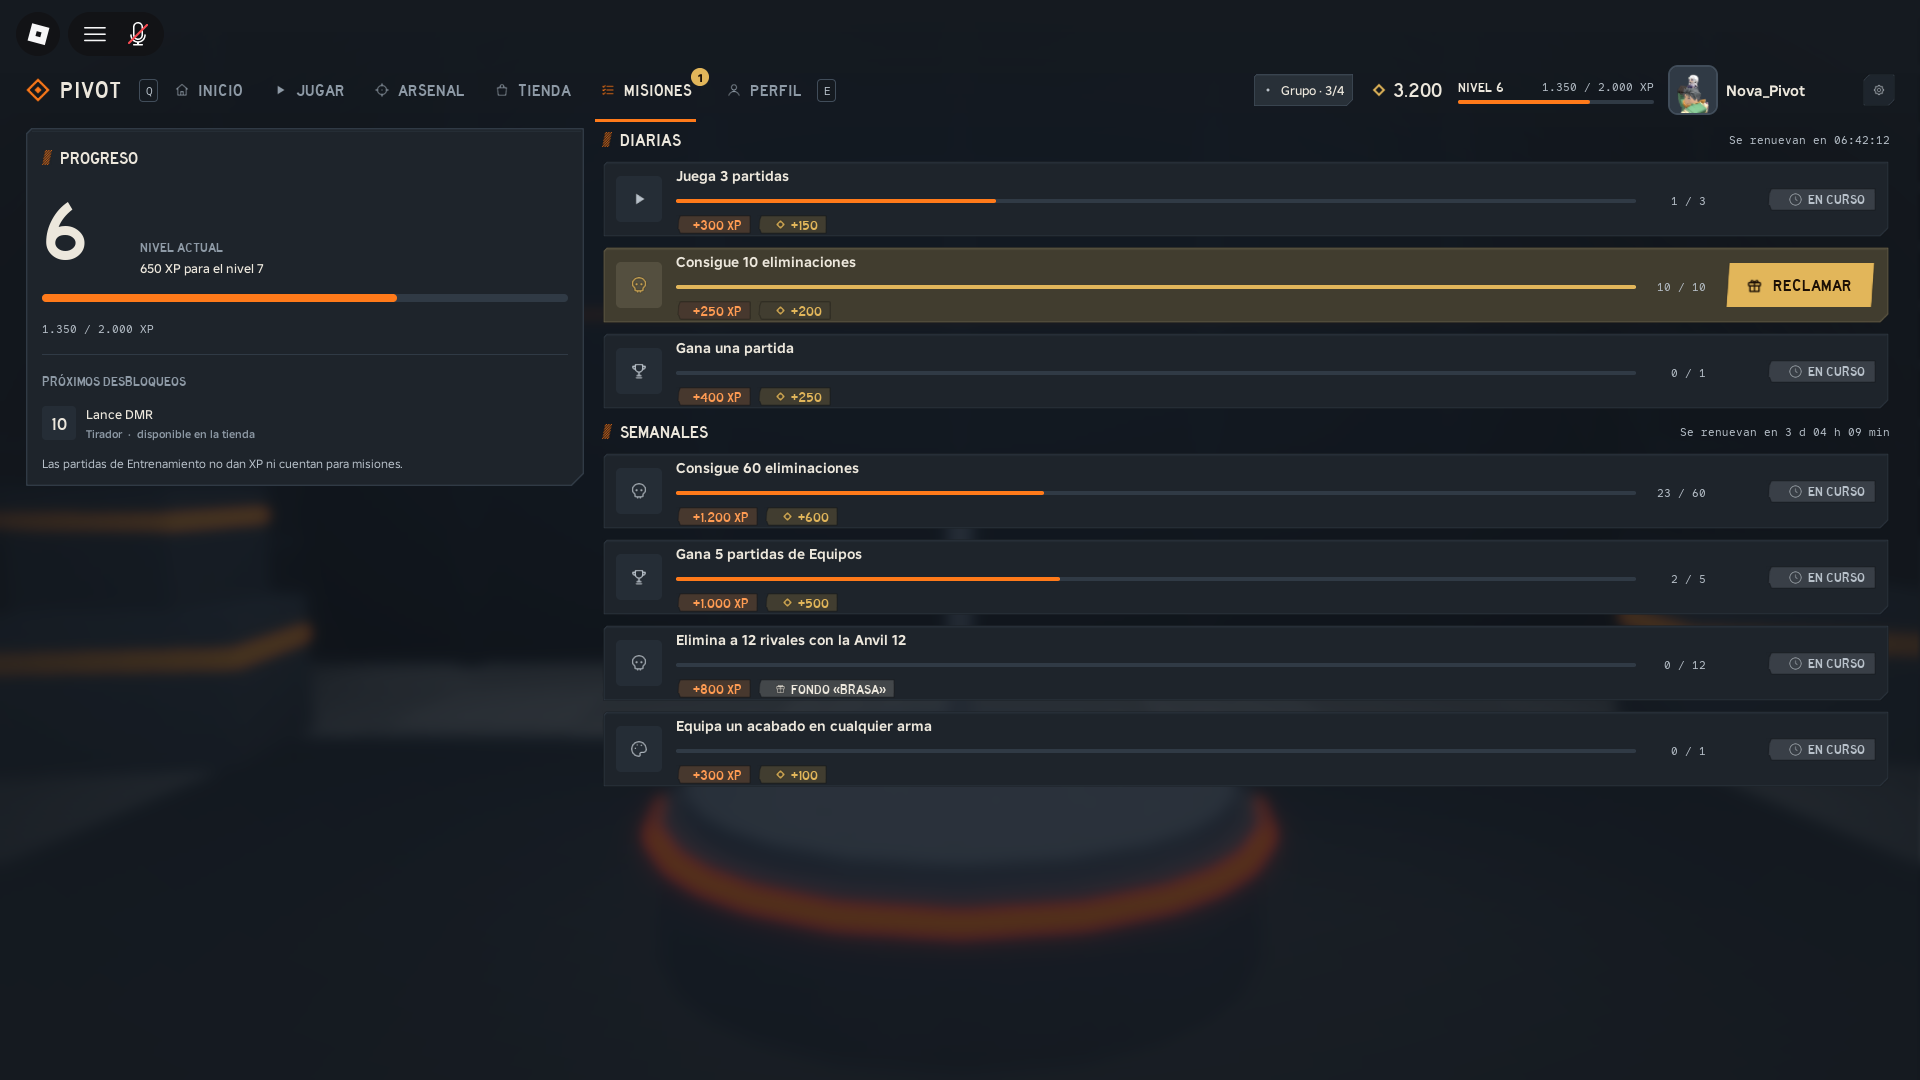 PIVOT
Q
INICIO
JUGAR
ARSENAL
TIENDA
MISIONES
1
PERFIL
E
Grupo · 3/4
3.200
NIVEL 6
1.350 / 2.000 XP
Nova_Pivot
PROGRESO
6
NIVEL ACTUAL
650 XP para el nivel 7
1.350 / 2.000 XP
PRÓXIMOS DESBLOQUEOS
10
Lance DMR
Tirador · disponible en la tienda
Las partidas de Entrenamiento no dan XP ni cuentan para misiones.
DIARIAS
Se renuevan en 06:42:12
Juega 3 partidas
1 / 3
EN CURSO
+300 XP
+150
Consigue 10 eliminaciones
10 / 10
RECLAMAR
+250 XP
+200
Gana una partida
0 / 1
EN CURSO
+400 XP
+250
SEMANALES
Se renuevan en 3 d 04 h 09 min
Consigue 60 eliminaciones
23 / 60
EN CURSO
+1.200 XP
+600
Gana 5 partidas de Equipos
2 / 5
EN CURSO
+1.000 XP
+500
Elimina a 12 rivales con la Anvil 12
0 / 12
EN CURSO
+800 XP
FONDO «BRASA»
Equipa un acabado en cualquier arma
0 / 1
EN CURSO
+300 XP
+100